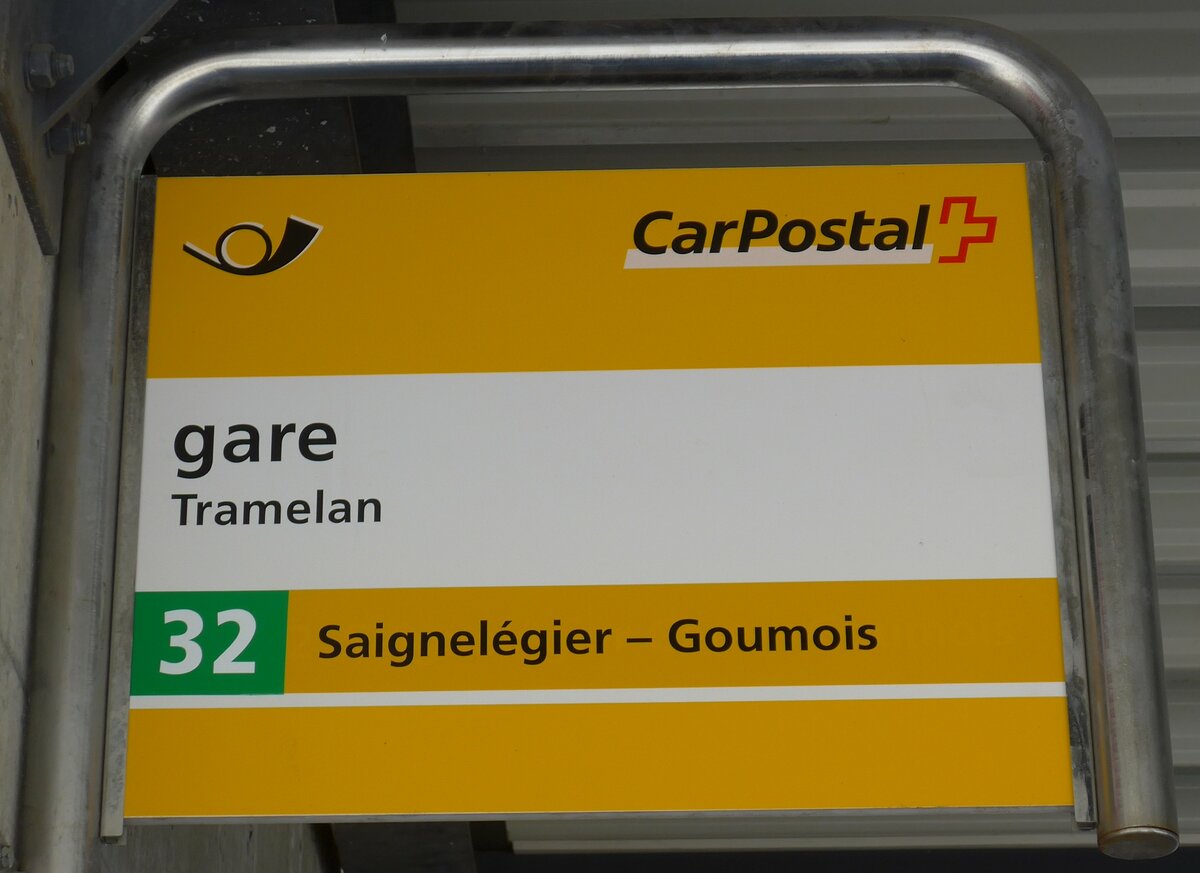 CarPostal
gare
Tramelan
32 Saignelégier – Goumois